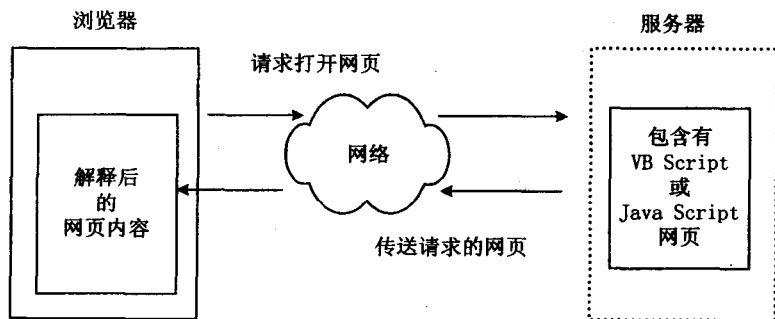 浏览器
服务器
请求打开网页
网络
解释后
的
网页内容
包含有
VB Script
或
Java Script
网页
传送请求的网页